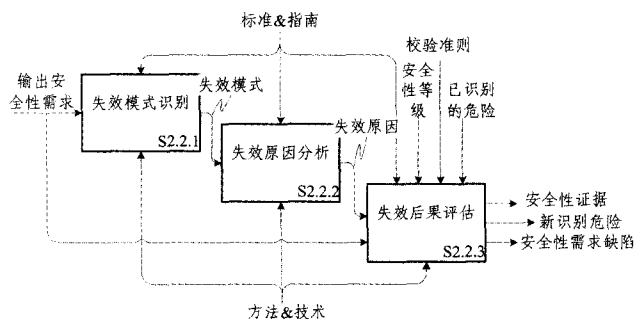 标准&指南
校验准则
输出安
全性需求
失效模式识别
S2.2.1
失效模式
安全
性等
级
已识别
的危险
失效原因分析
S2.2.2
失效原因
失效后果评估
S2.2.3
安全性证据
新识别危险
安全性需求缺陷
方法&技术